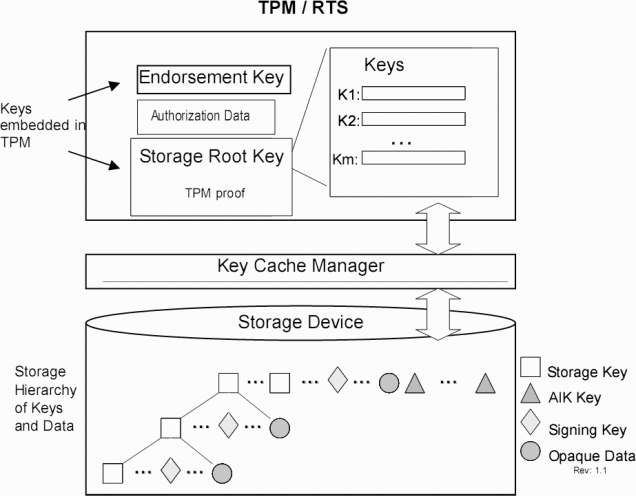 TPM / RTS
Endorsement Key
Authorization Data
Storage Root Key
TPM proof
Keys
embedded in
TPM
Keys
K1:
K2:
...
Km:
Key Cache Manager
Storage Device
Storage
Hierarchy
of Keys
and Data
... ... ... ...
... ...
... ...
Storage Key
AIK Key
Signing Key
Opaque Data
Rev: 1.1